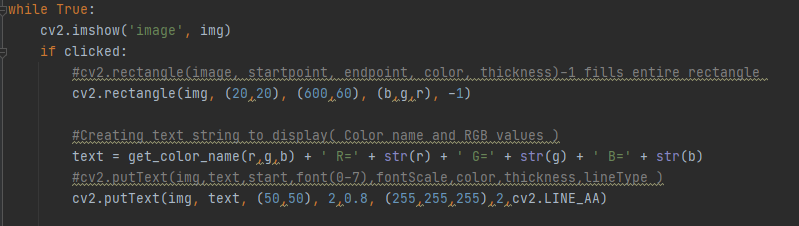 while True:
cv2.imshow('image', img)
if clicked:
#cv2.rectangle(image, startpoint, endpoint, color, thickness)-1 fills entire rectangle
cv2.rectangle(img, (20,20), (600,60), (b,g,r), -1)
#Creating text string to display( Color name and RGB values )
text = get_color_name(r,g,b) + ' R=' + str(r) + ' G=' + str(g) + ' B=' + str(b)
#cv2.putText(img,text,start,font(0-7),fontScale,color,thickness,lineType )
cv2.putText(img, text, (50,50), 2,0.8, (255,255,255),2,cv2.LINE_AA)